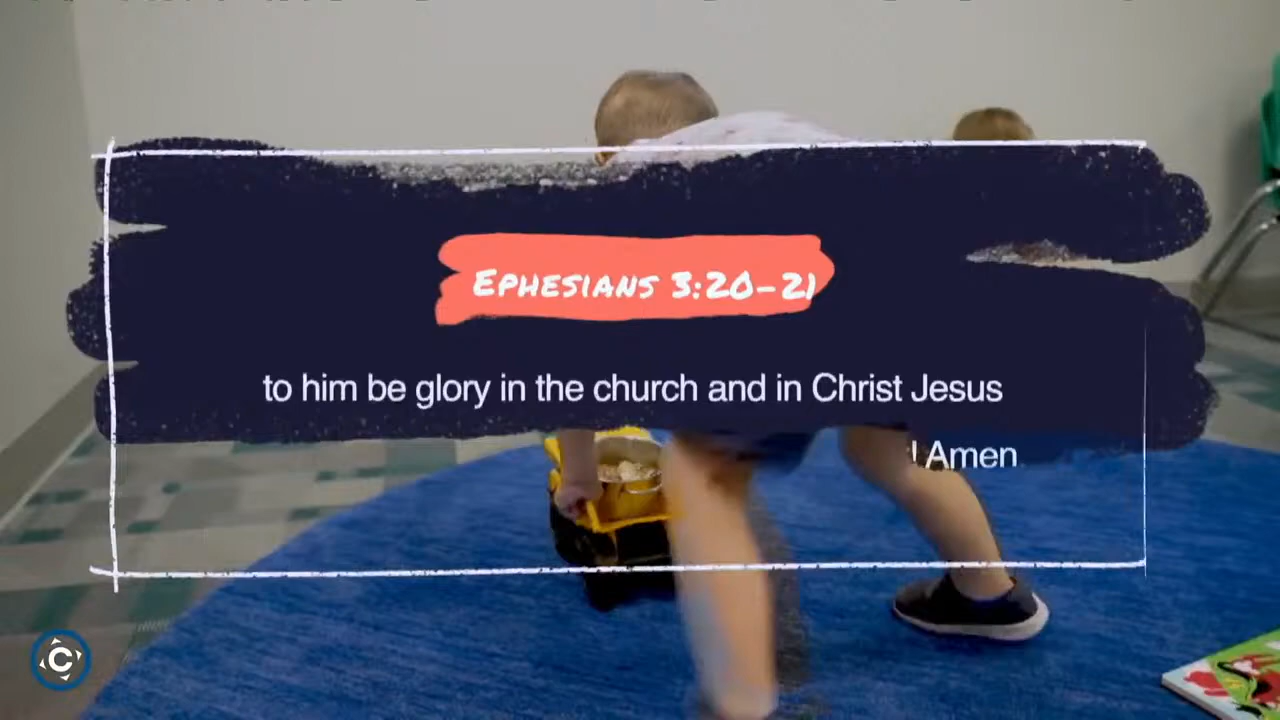 Ephesians 3:20-21
to him be glory in the church and in Christ Jesus
! Amen
C